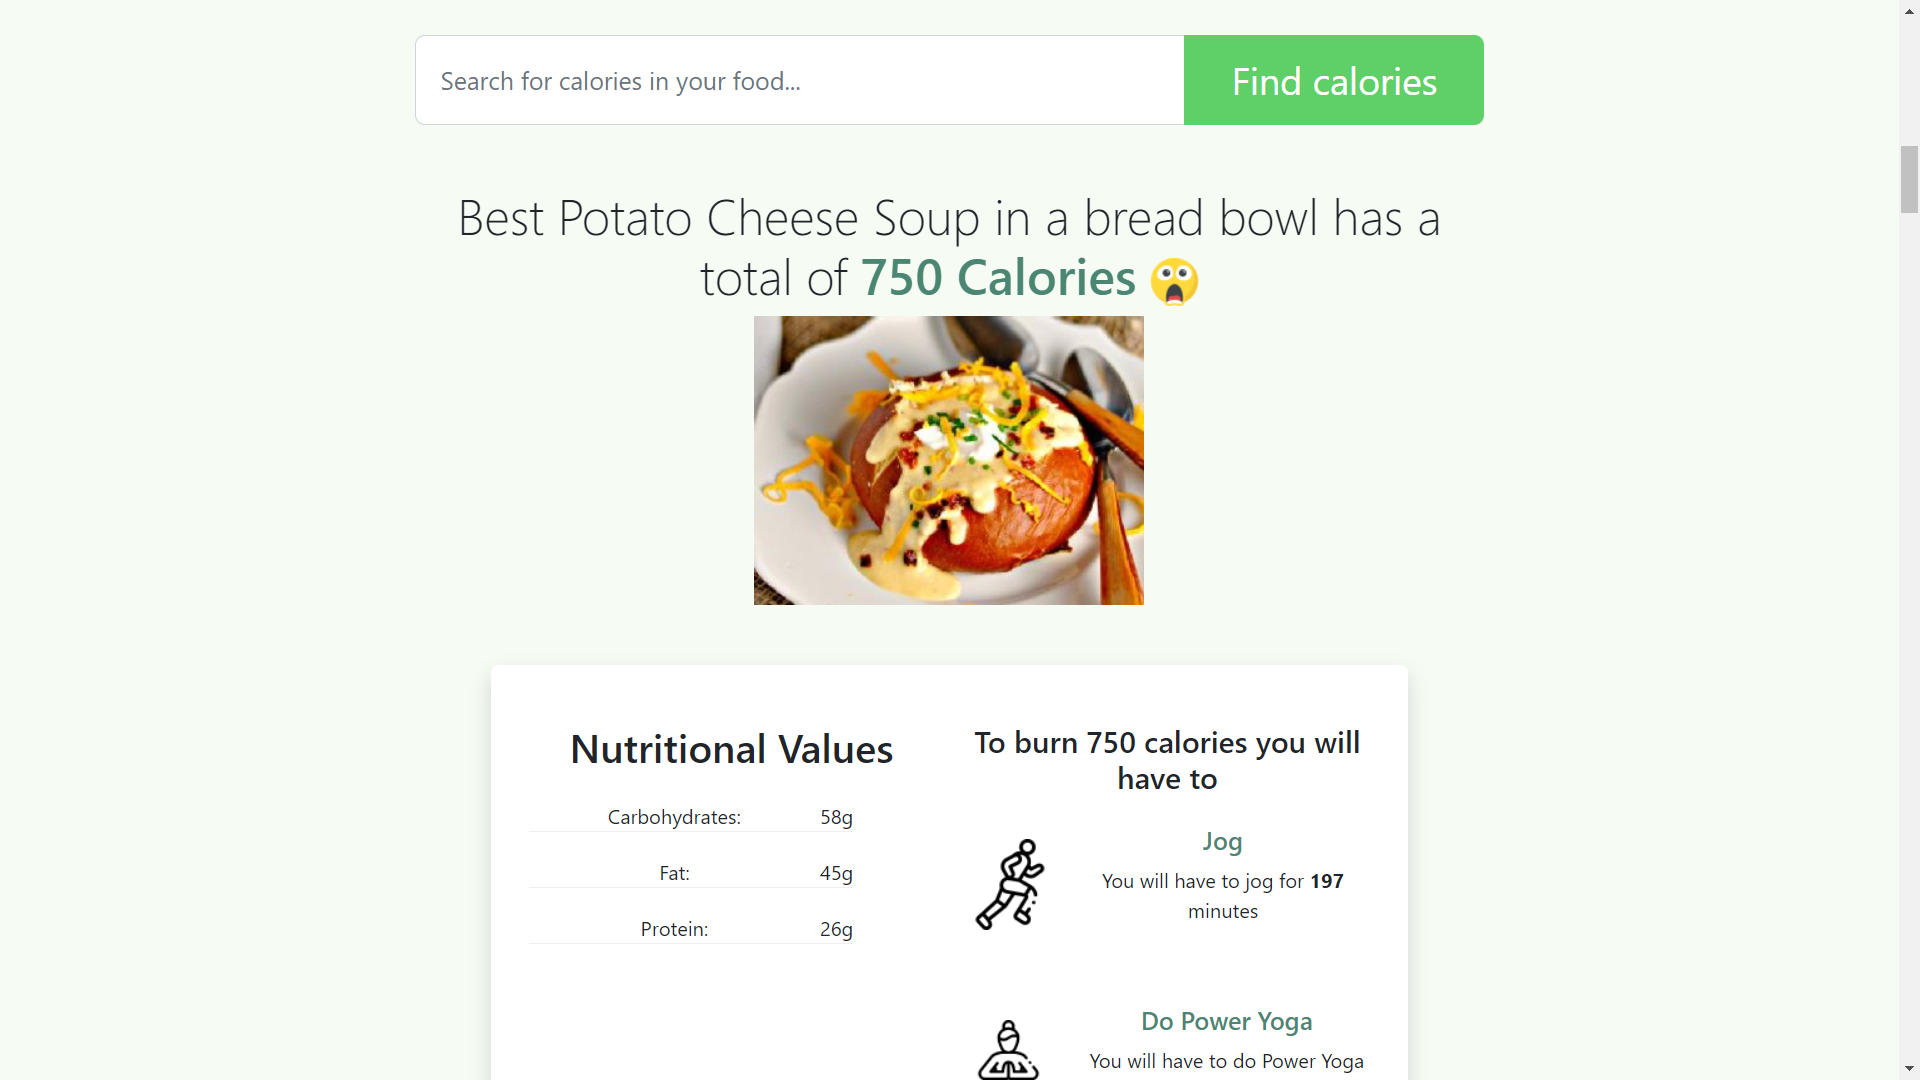 Search for calories in your food...
Find calories
Best Potato Cheese Soup in a bread bowl has a
total of 750 Calories
Nutritional Values
Carbohydrates: 58g
Fat: 45g
Protein: 26g
To burn 750 calories you will
have to
Jog
You will have to jog for 197
minutes
Do Power Yoga
You will have to do Power Yoga